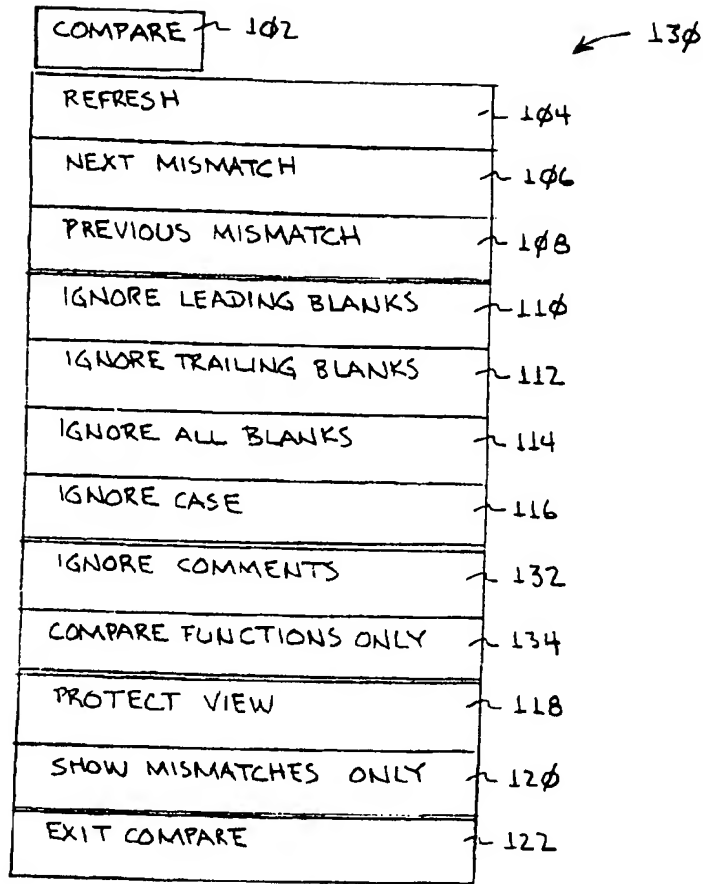 COMPARE 102
130
REFRESH 104
NEXT MISMATCH 106
PREVIOUS MISMATCH 108
IGNORE LEADING BLANKS 110
IGNORE TRAILING BLANKS 112
IGNORE ALL BLANKS 114
IGNORE CASE 116
IGNORE COMMENTS 132
COMPARE FUNCTIONS ONLY 134
PROTECT VIEW 118
SHOW MISMATCHES ONLY 120
EXIT COMPARE 122